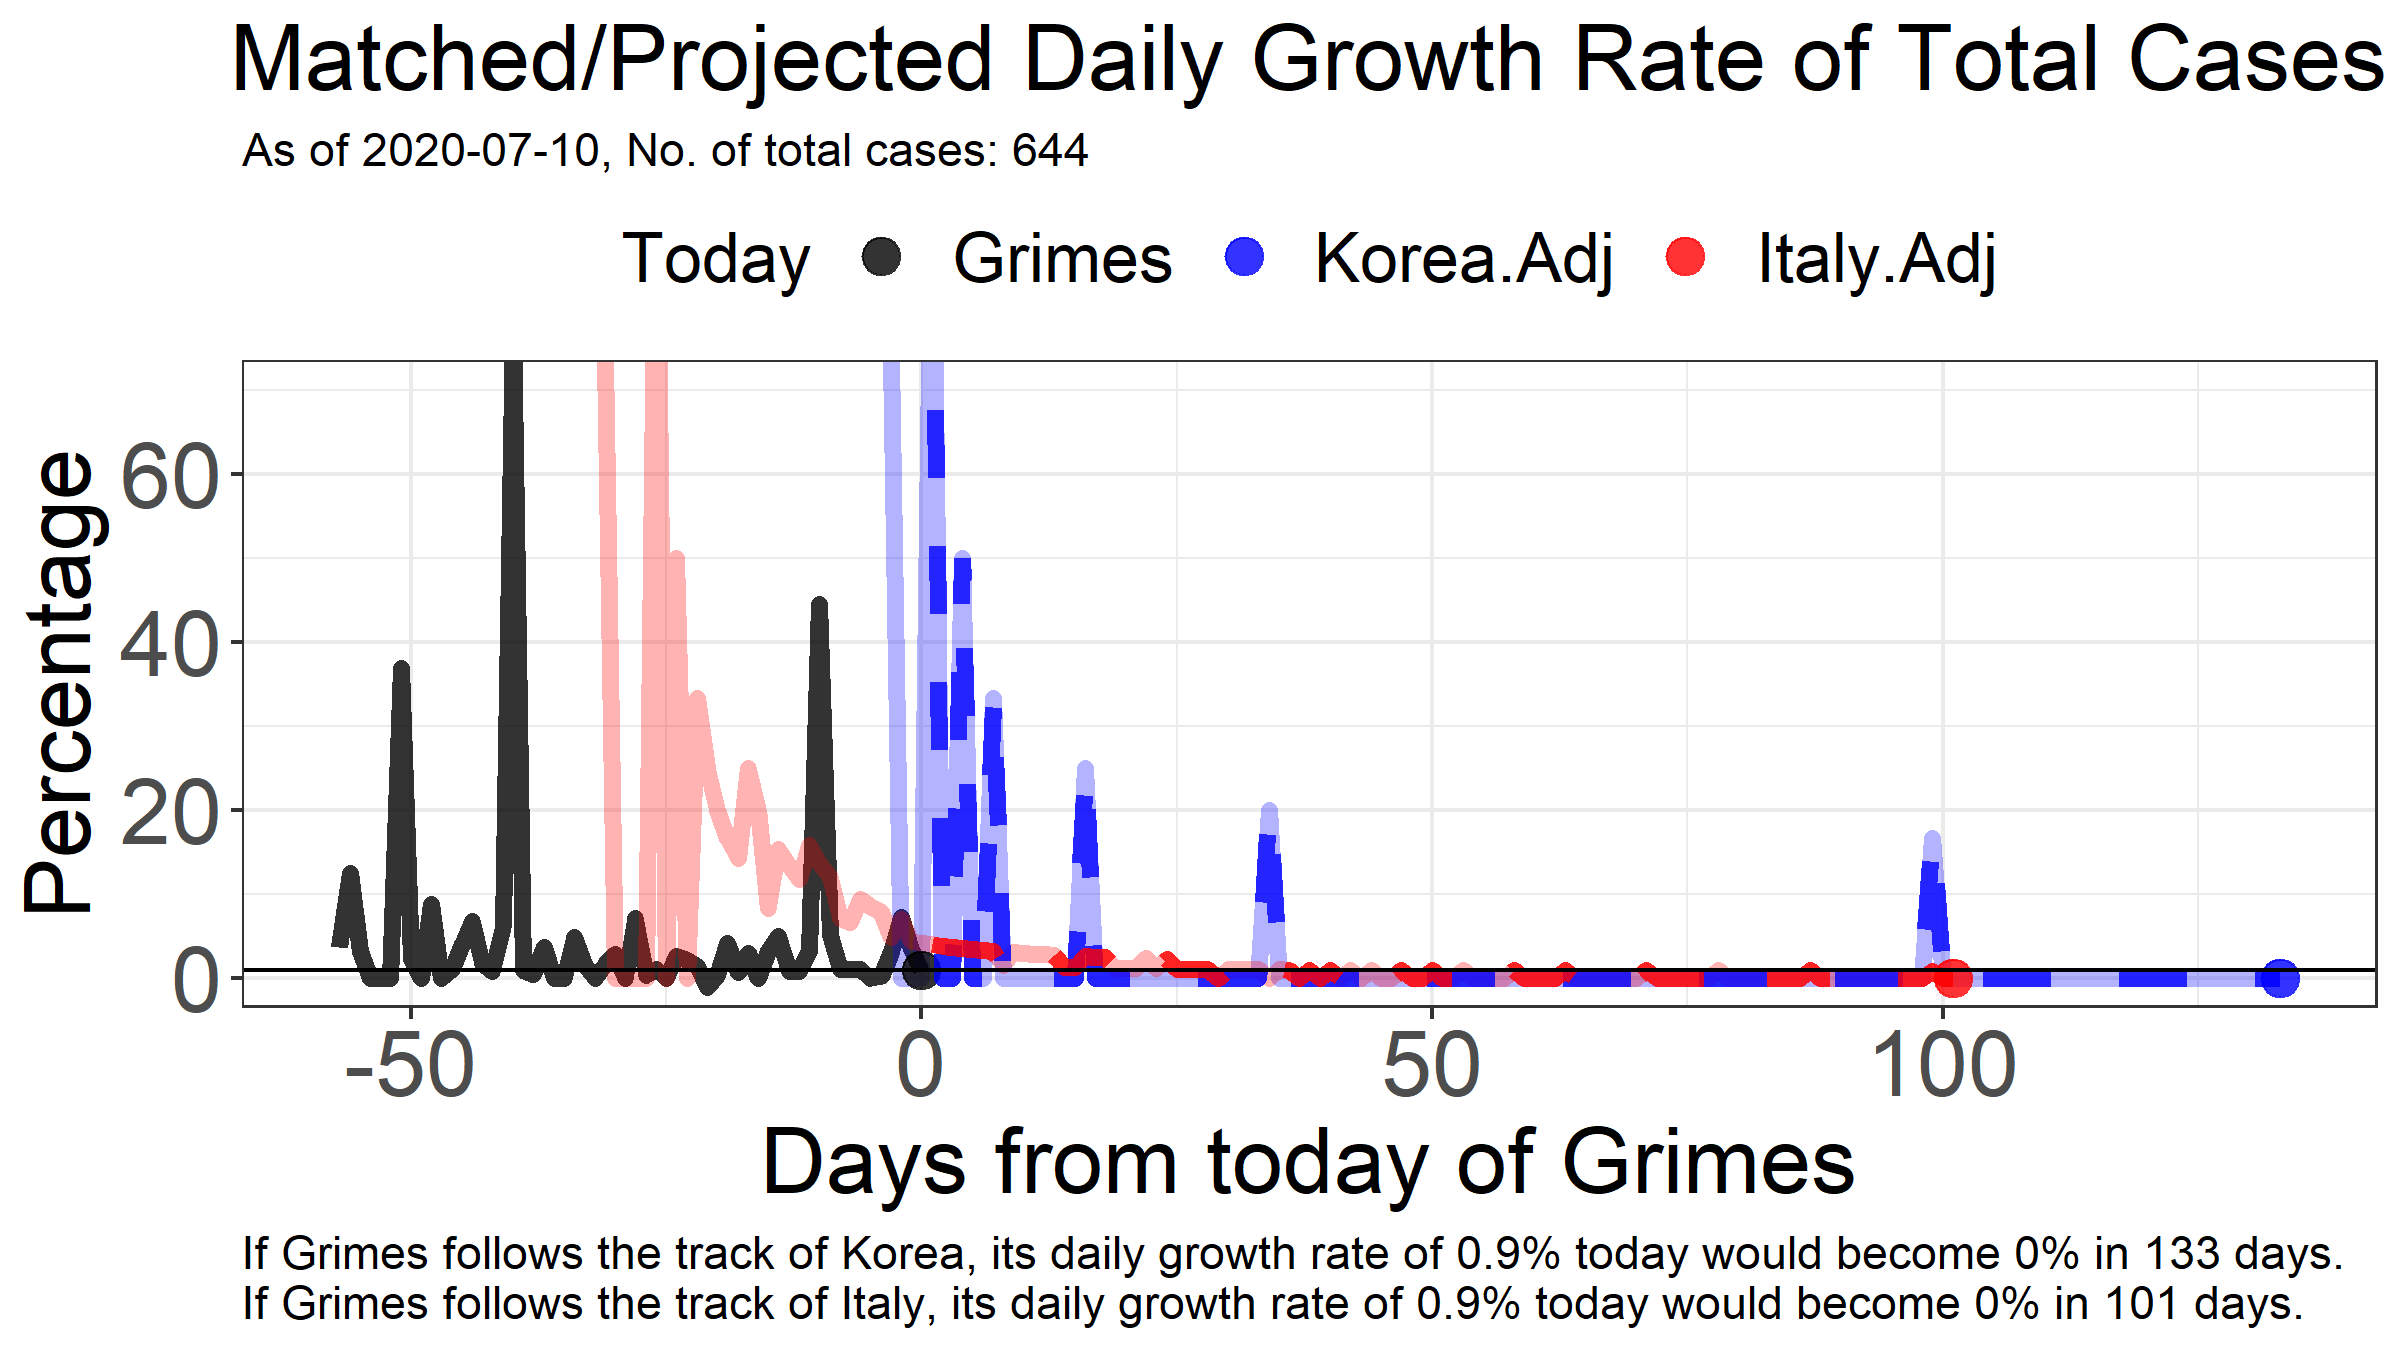 Matched/Projected Daily Growth Rate of Total Cases
As of 2020-07-10, No. of total cases: 644
Today Grimes Korea.Adj Italy.Adj
Percentage
60
40
20
0
-50 0 50 100
Days from today of Grimes
If Grimes follows the track of Korea, its daily growth rate of 0.9% today would become 0% in 133 days.
If Grimes follows the track of Italy, its daily growth rate of 0.9% today would become 0% in 101 days.